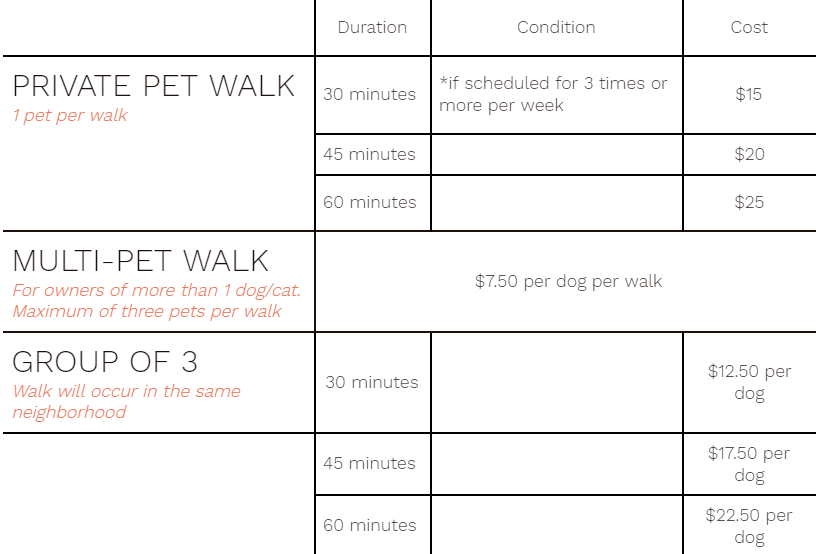 Duration Condition Cost
PRIVATE PET WALK
1 pet per walk
30 minutes
*if scheduled for 3 times or
more per week
$15
45 minutes
$20
60 minutes
$25
MULTI-PET WALK
For owners of more than 1 dog/cat.
Maximum of three pets per walk
$7.50 per dog per walk
GROUP OF 3
Walk will occur in the same
neighborhood
30 minutes
$12.50 per
dog
45 minutes
$17.50 per
dog
60 minutes
$22.50 per
dog